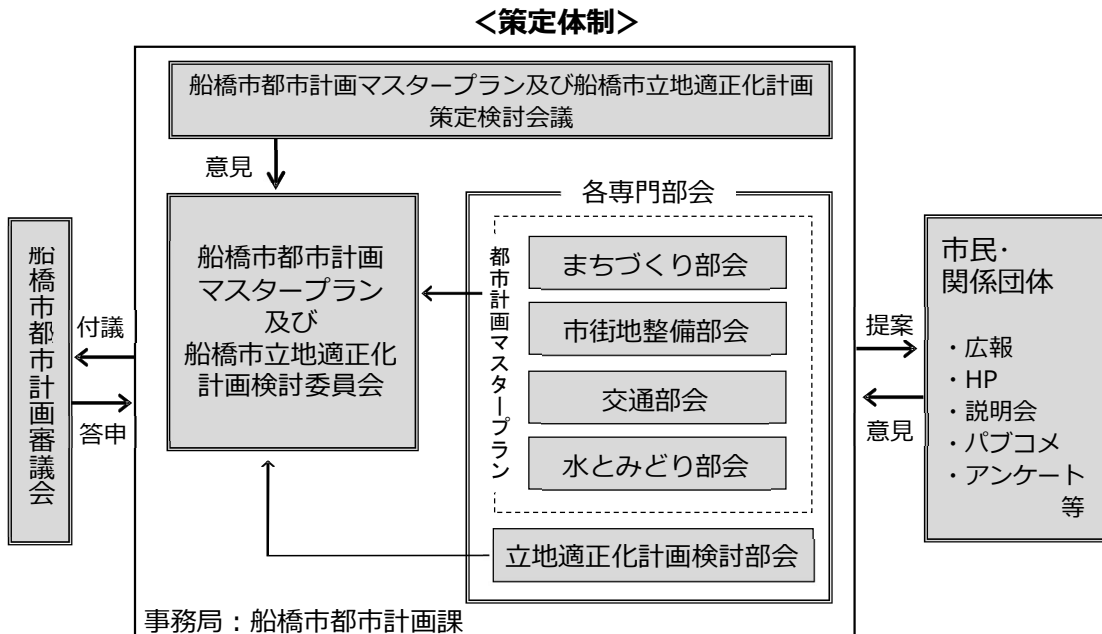 ＜策定体制＞
船橋市都市計画マスタープラン及び船橋市立地適正化計画
策定検討会議
意見
船橋市都市計画
マスタープラン
及び
船橋市立地適正化
計画検討委員会
各専門部会
都市計画マスタープラン
まちづくり部会
市街地整備部会
交通部会
水とみどり部会
立地適正化計画検討部会
船橋市都市計画審議会
付議
答申
提案
意見
市民・
関係団体
・広報
・HP
・説明会
・パブコメ
・アンケート
等
事務局：船橋市都市計画課